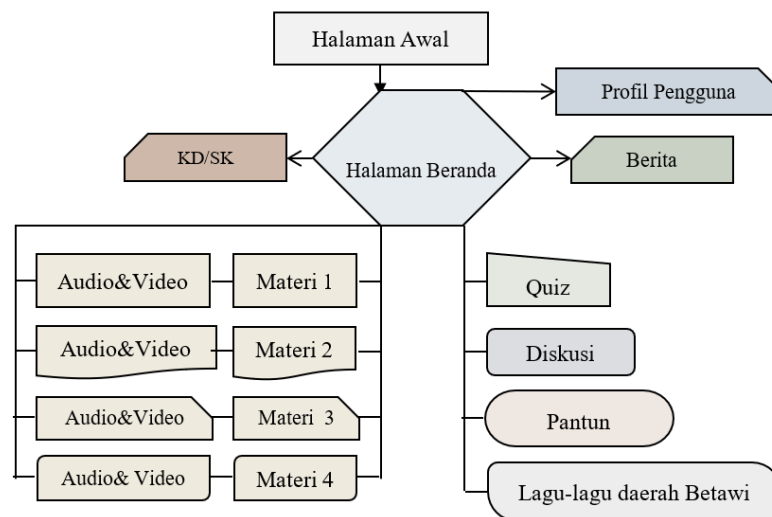 Halaman Awal
Profil Pengguna
KD/SK
Halaman Beranda
Berita
Audio&Video
Materi 1
Quiz
Audio&Video
Materi 2
Diskusi
Audio&Video
Materi  3
Pantun
Audio& Video
Materi 4
Lagu-lagu daerah Betawi